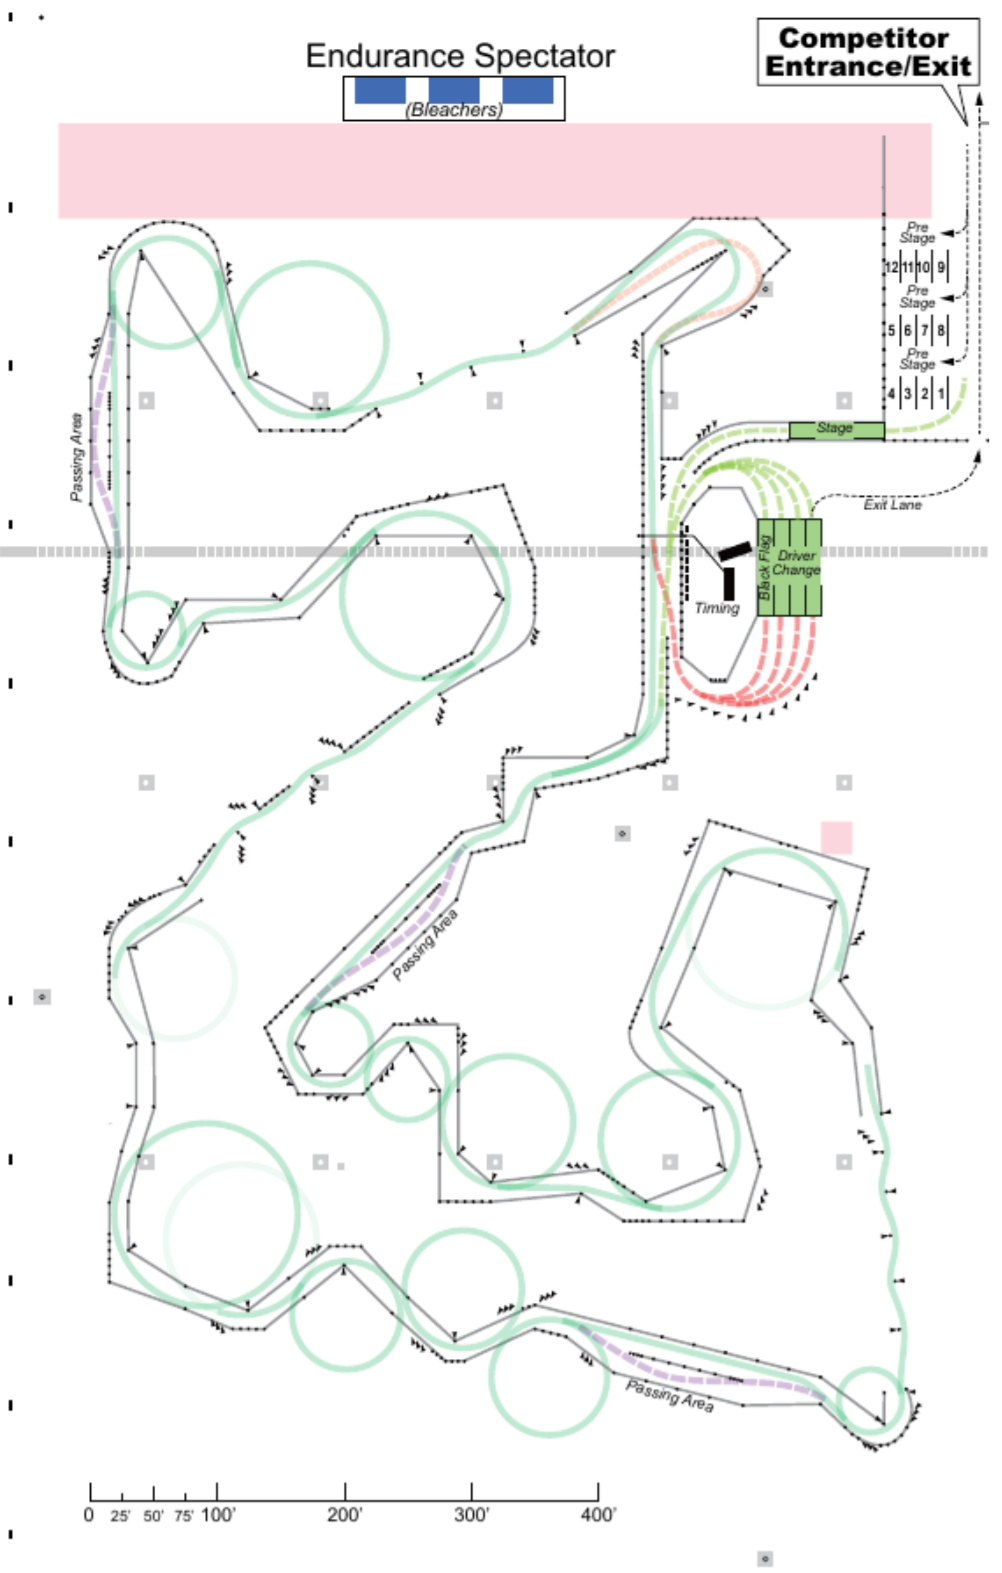 Endurance Spectator
(Bleachers)
Competitor
Entrance/Exit
Pre
Stage
12 11 10 9
Pre
Stage
5 6 7 8
Pre
Stage
4 3 2 1
Stage
Exit Lane
Passing Area
Black Flag
Driver
Change
Timing
Passing Area
Passing Area
0 25' 50' 75' 100' 200' 300' 400'